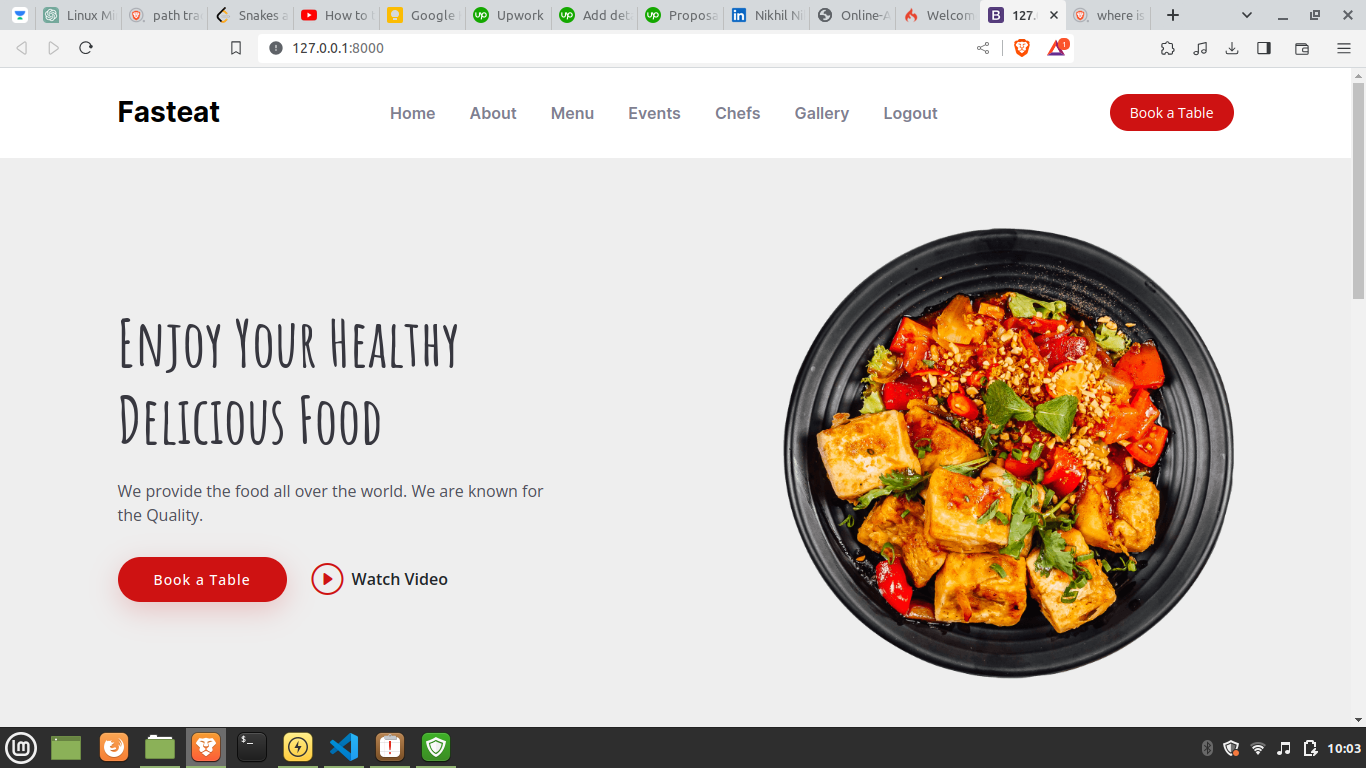 Linux Mi
path tra
Snakes a
How to
Google
Upwork
Add det
Proposa
Nikhil Ni
Online-A
Welcom
127.
where is
127.0.0.1:8000
1
Fasteat
Home About Menu Events Chefs Gallery Logout
Book a Table
Enjoy Your Healthy
Delicious Food
We provide the food all over the world. We are known for
the Quality.
Book a Table
Watch Video
10:03